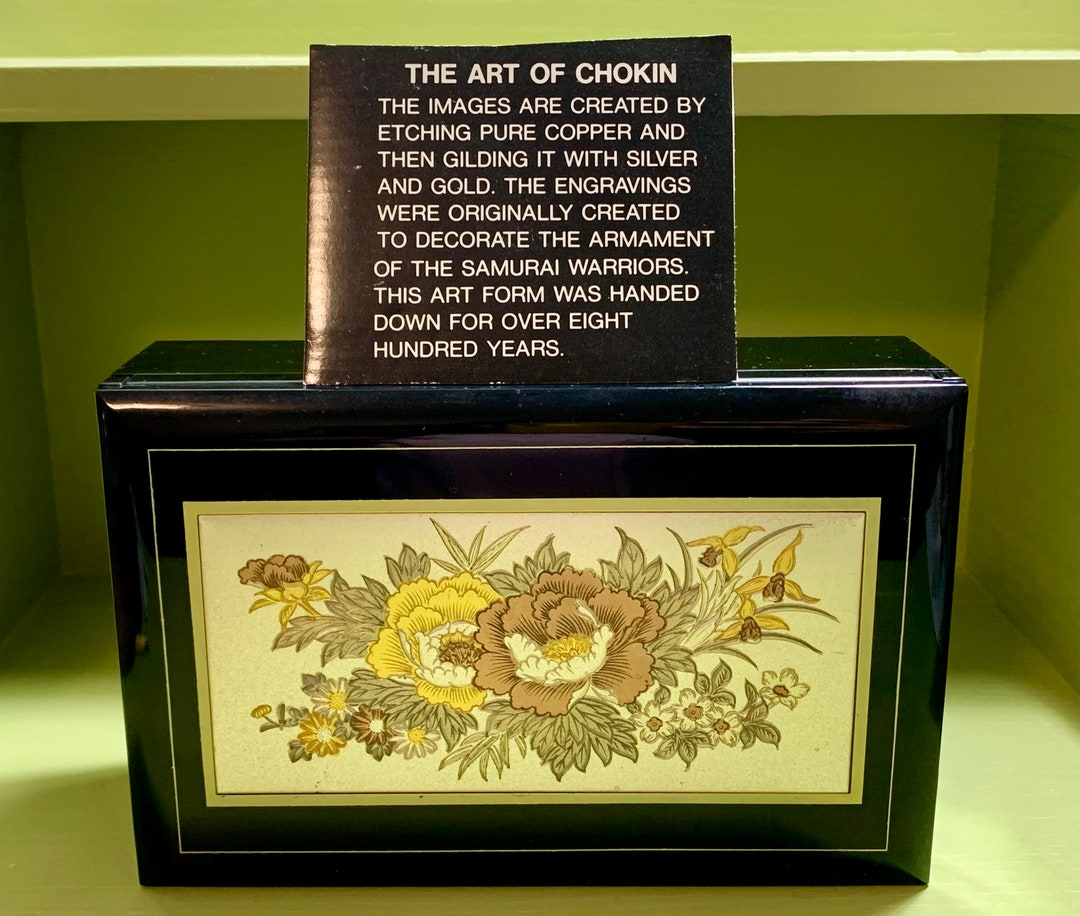 THE ART OF CHOKIN
THE IMAGES ARE CREATED BY
ETCHING PURE COPPER AND
THEN GILDING IT WITH SILVER
AND GOLD. THE ENGRAVINGS
WERE ORIGINALLY CREATED
TO DECORATE THE ARMAMENT
OF THE SAMURAI WARRIORS.
THIS ART FORM WAS HANDED
DOWN FOR OVER EIGHT
HUNDRED YEARS.